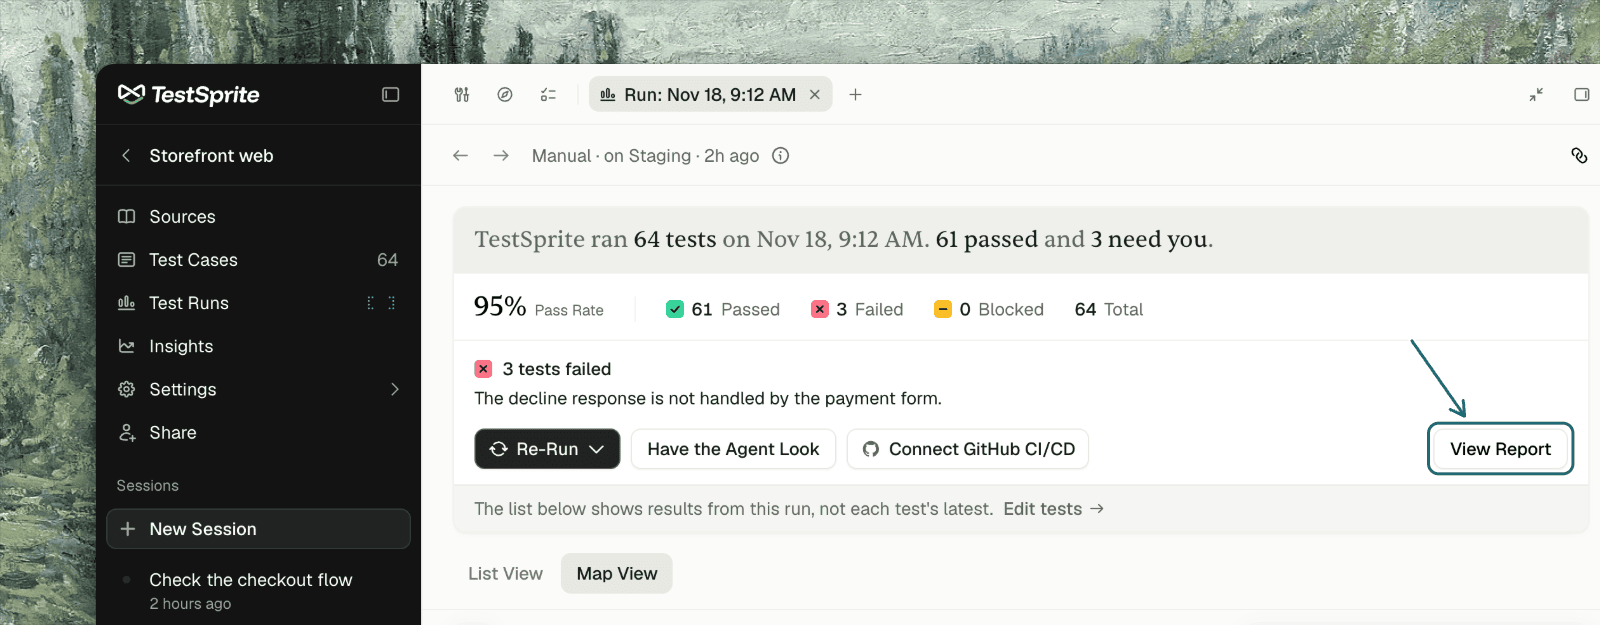 TestSprite
Run: Nov 18, 9:12 AM
Storefront web
Manual · on Staging · 2h ago
Sources
Test Cases 64
Test Runs
Insights
Settings
Share
Sessions
New Session
Check the checkout flow
2 hours ago
TestSprite ran 64 tests on Nov 18, 9:12 AM. 61 passed and 3 need you.
95% Pass Rate 61 Passed 3 Failed 0 Blocked 64 Total
3 tests failed
The decline response is not handled by the payment form.
Re-Run Have the Agent Look Connect GitHub CI/CD View Report
The list below shows results from this run, not each test's latest. Edit tests →
List View Map View